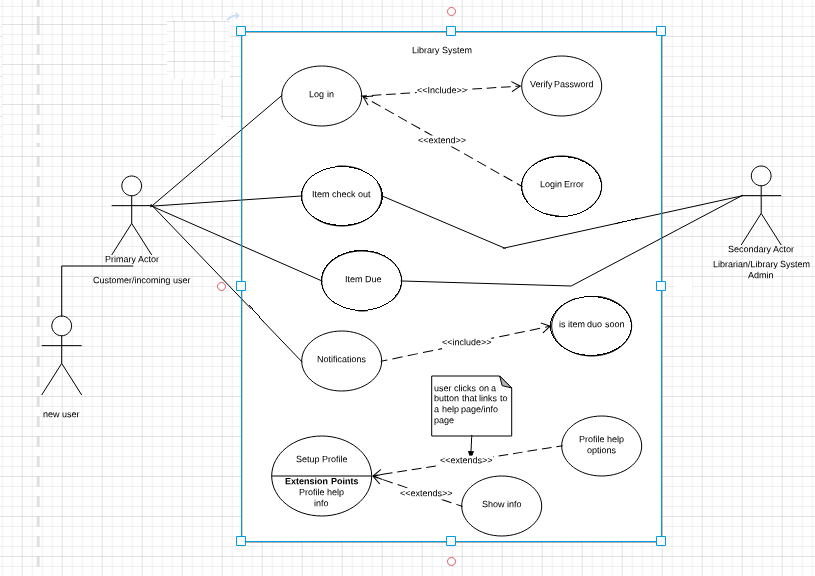 Library System
Log in
<<Include>>
Verify Password
<<extend>>
Login Error
Item check out
Primary Actor
Customer/incoming user
Secondary Actor
Librarian/Library System
Admin
Item Due
is item duo soon
Notifications
<<include>>
new user
user clicks on a
button that links to
a help page/info
page
Setup Profile
Extension Points
Profile help
info
<<extends>>
Profile help
options
<<extends>>
Show info